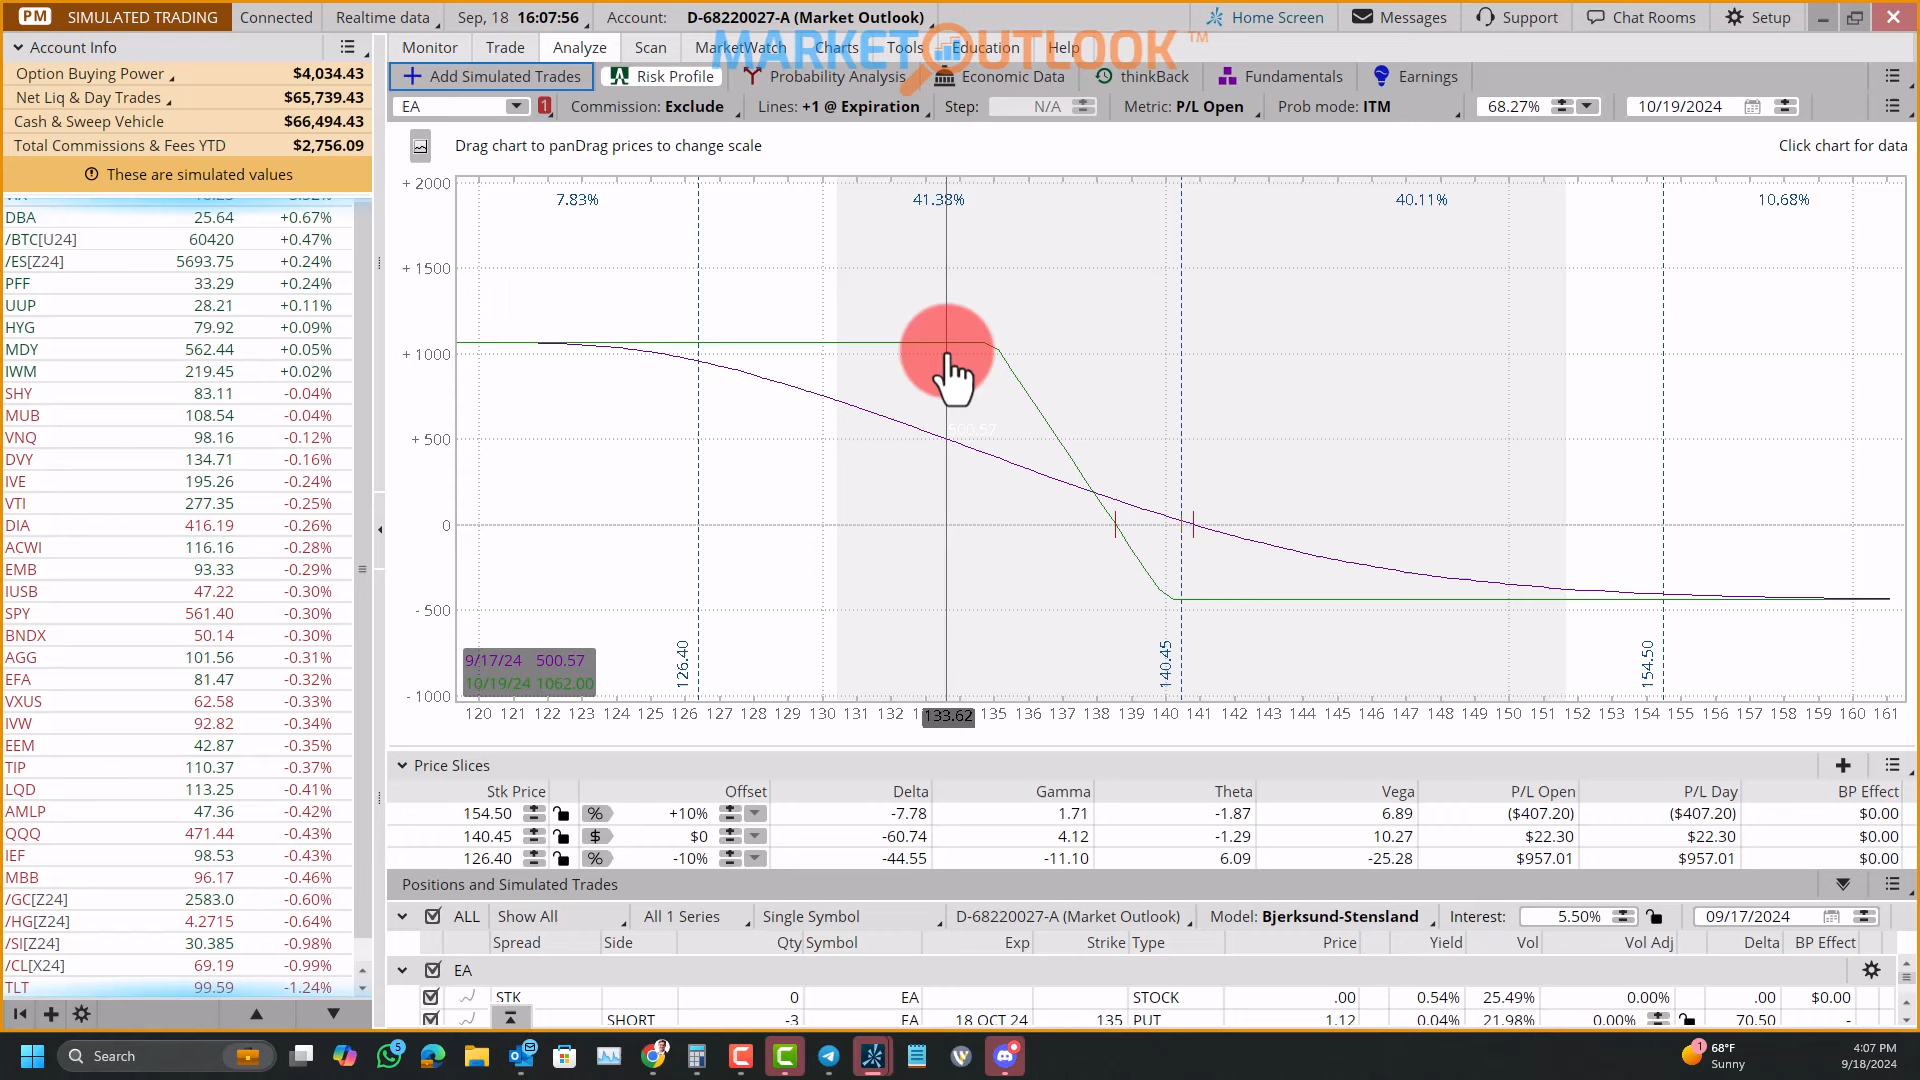 PM SIMULATED TRADING Connected Realtime data Sep, 18 16:07:56 Account: D-68220027-A (Market Outlook) Home Screen Messages Support Chat Rooms Setup
MARKETOUTLOOK™
Account Info
Monitor Trade Analyze Scan MarketWatch Charts Tools Education Help
Option Buying Power $4,034.43
Net Liq & Day Trades $65,739.43
Cash & Sweep Vehicle $66,494.43
Total Commissions & Fees YTD $2,756.09
These are simulated values
Add Simulated Trades Risk Profile Probability Analysis Economic Data thinkBack Fundamentals Earnings
EA 1 Commission: Exclude Lines: +1 @ Expiration Step: N/A Metric: P/L Open Prob mode: ITM 68.27% 10/19/2024
Drag chart to panDrag prices to change scale Click chart for data
DBA 25.64 +0.67%
/BTC[U24] 60420 +0.47%
/ES[Z24] 5693.75 +0.24%
PFF 33.29 +0.24%
UUP 28.21 +0.11%
HYG 79.92 +0.09%
MDY 562.44 +0.05%
IWM 219.45 +0.02%
SHY 83.11 -0.04%
MUB 108.54 -0.04%
VNQ 98.16 -0.12%
DVY 134.71 -0.16%
IVE 195.26 -0.24%
VTI 277.35 -0.25%
DIA 416.19 -0.26%
ACWI 116.16 -0.28%
EMB 93.33 -0.29%
IUSB 47.22 -0.30%
SPY 561.40 -0.30%
BNDX 50.14 -0.30%
AGG 101.56 -0.31%
EFA 81.47 -0.32%
VXUS 62.58 -0.33%
IVW 92.82 -0.34%
EEM 42.87 -0.35%
TIP 110.37 -0.37%
LQD 113.25 -0.41%
AMLP 47.36 -0.42%
QQQ 471.44 -0.43%
IEF 98.53 -0.43%
MBB 96.17 -0.46%
/GC[Z24] 2583.0 -0.60%
/HG[Z24] 4.2715 -0.64%
/SI[Z24] 30.385 -0.98%
/CL[X24] 69.19 -0.99%
TLT 99.59 -1.24%
7.83% 41.38% 40.11% 10.68%
+ 2000
+ 1500
+ 1000
+ 500
0
- 500
- 1000
500.57
126.40 140.45 154.50
9/17/24 500.57
10/19/24 1062.00
120 121 122 123 124 125 126 127 128 129 130 131 132 133.62 135 136 137 138 139 140 141 142 143 144 145 146 147 148 149 150 151 152 153 154 155 156 157 158 159 160 161
Price Slices
Stk Price Offset Delta Gamma Theta Vega P/L Open P/L Day BP Effect
154.50 % +10% -7.78 1.71 -1.87 6.89 ($407.20) ($407.20) $0.00
140.45 $ $0 -60.74 4.12 -1.29 10.27 $22.30 $22.30 $0.00
126.40 % -10% -44.55 -11.10 6.09 -25.28 $957.01 $957.01 $0.00
Positions and Simulated Trades
ALL Show All All 1 Series Single Symbol D-68220027-A (Market Outlook) Model: Bjerksund-Stensland Interest: 5.50% 09/17/2024
Spread Side Qty Symbol Exp Strike Type Price Yield Vol Vol Adj Delta BP Effect
EA
STK 0 EA STOCK .00 0.54% 25.49% 0.00% .00 $0.00
SHORT -3 EA 18 OCT 24 135 PUT 1.12 0.04% 21.98% 0.00% 70.50 -
Search 5 1 68°F Sunny 4:07 PM 9/18/2024